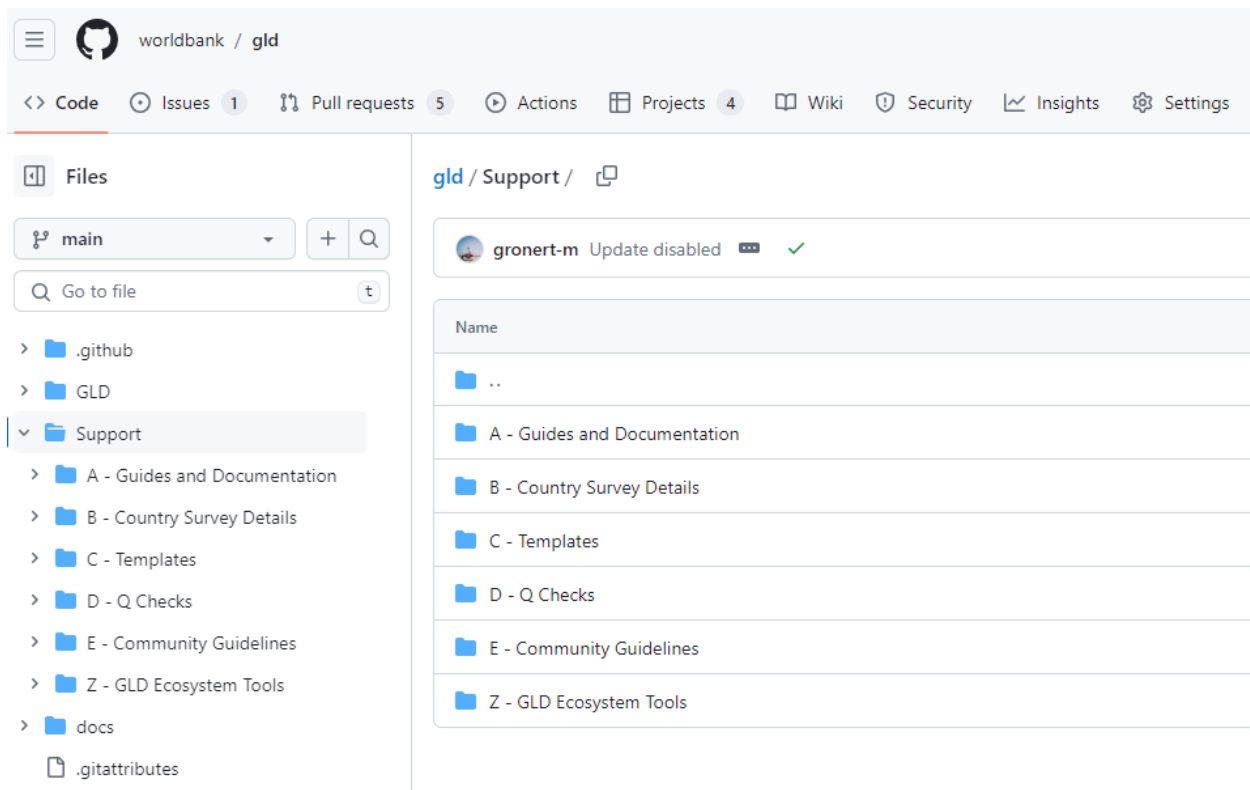 worldbank / gld
Code Issues 1 Pull requests 5 Actions Projects 4 Wiki Security Insights Settings
Files
main
Go to file t
.github
GLD
Support
A - Guides and Documentation
B - Country Survey Details
C - Templates
D - Q Checks
E - Community Guidelines
Z - GLD Ecosystem Tools
docs
.gitattributes
gld / Support /
gronert-m Update disabled
Name
..
A - Guides and Documentation
B - Country Survey Details
C - Templates
D - Q Checks
E - Community Guidelines
Z - GLD Ecosystem Tools